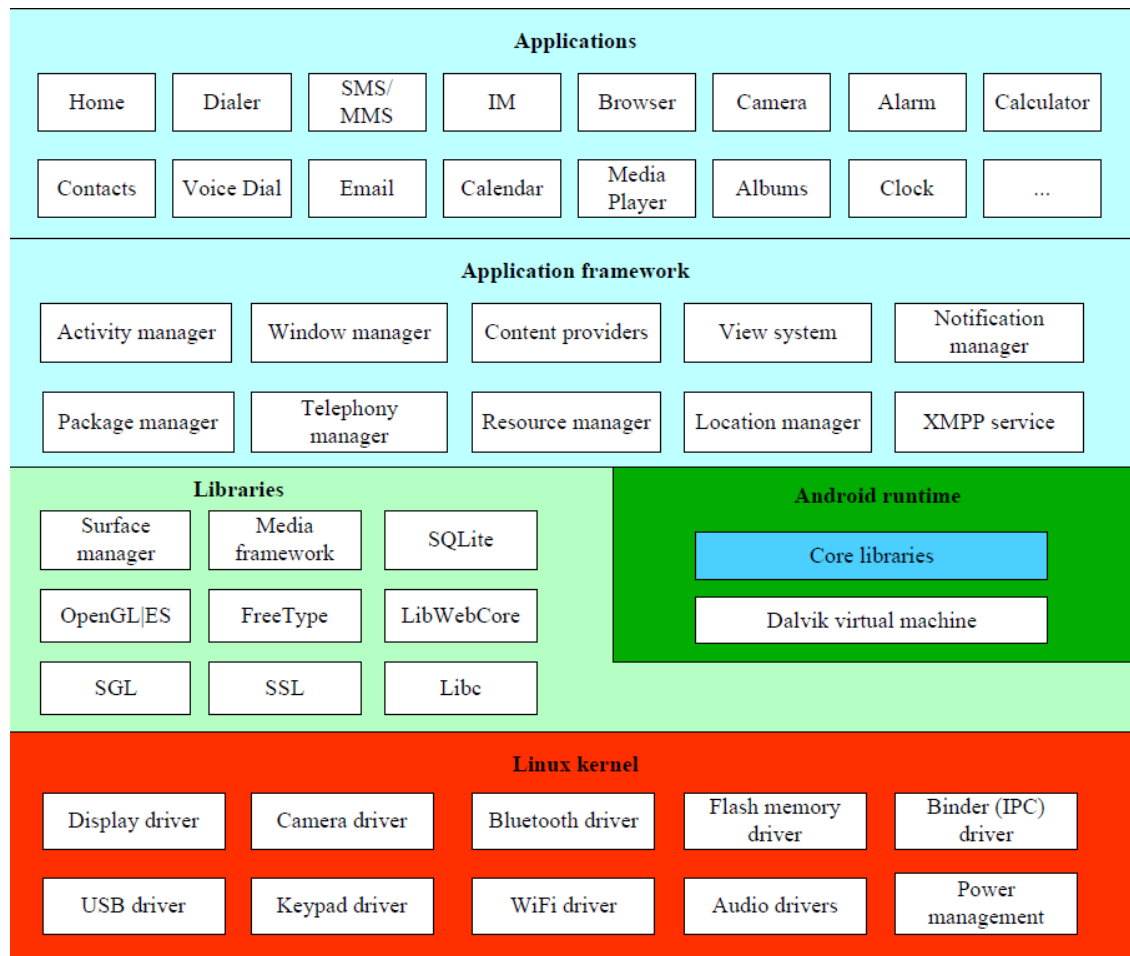 Applications
Home
Dialer
SMS/
MMS
IM
Browser
Camera
Alarm
Calculator
Contacts
Voice Dial
Email
Calendar
Media
Player
Albums
Clock
...
Application framework
Activity manager
Window manager
Content providers
View system
Notification
manager
Package manager
Telephony
manager
Resource manager
Location manager
XMPP service
Libraries
Surface
manager
Media
framework
SQLite
OpenGL|ES
FreeType
LibWebCore
SGL
SSL
Libc
Android runtime
Core libraries
Dalvik virtual machine
Linux kernel
Display driver
Camera driver
Bluetooth driver
Flash memory
driver
Binder (IPC)
driver
USB driver
Keypad driver
WiFi driver
Audio drivers
Power
management